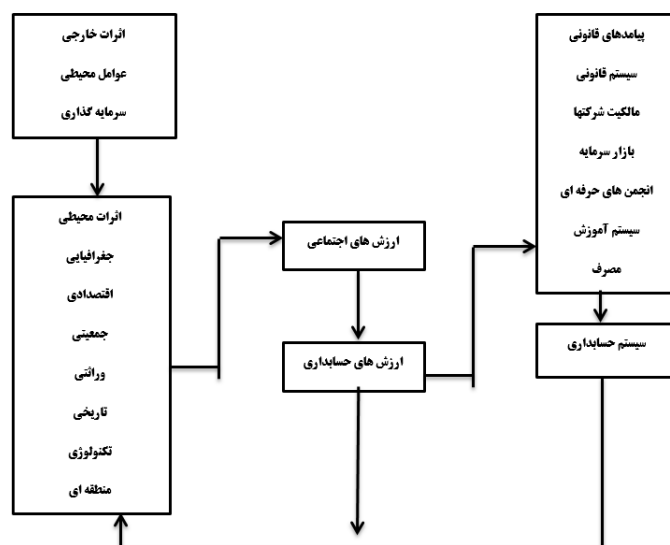 اثرات خارجی
عوامل محیطی
سرمایه گذاری
پیامدهای قانونی
سیستم قانونی
مالکیت شرکتها
بازار سرمایه
انجمن های حرفه ای
سیستم آموزش
مصرف
اثرات محیطی
جغرافیایی
اقتصدادی
جمعیتی
وراثتی
تاریخی
تکنولوژی
منطقه ای
ارزش های اجتماعی
ارزش های حسابداری
سیستم حسابداری